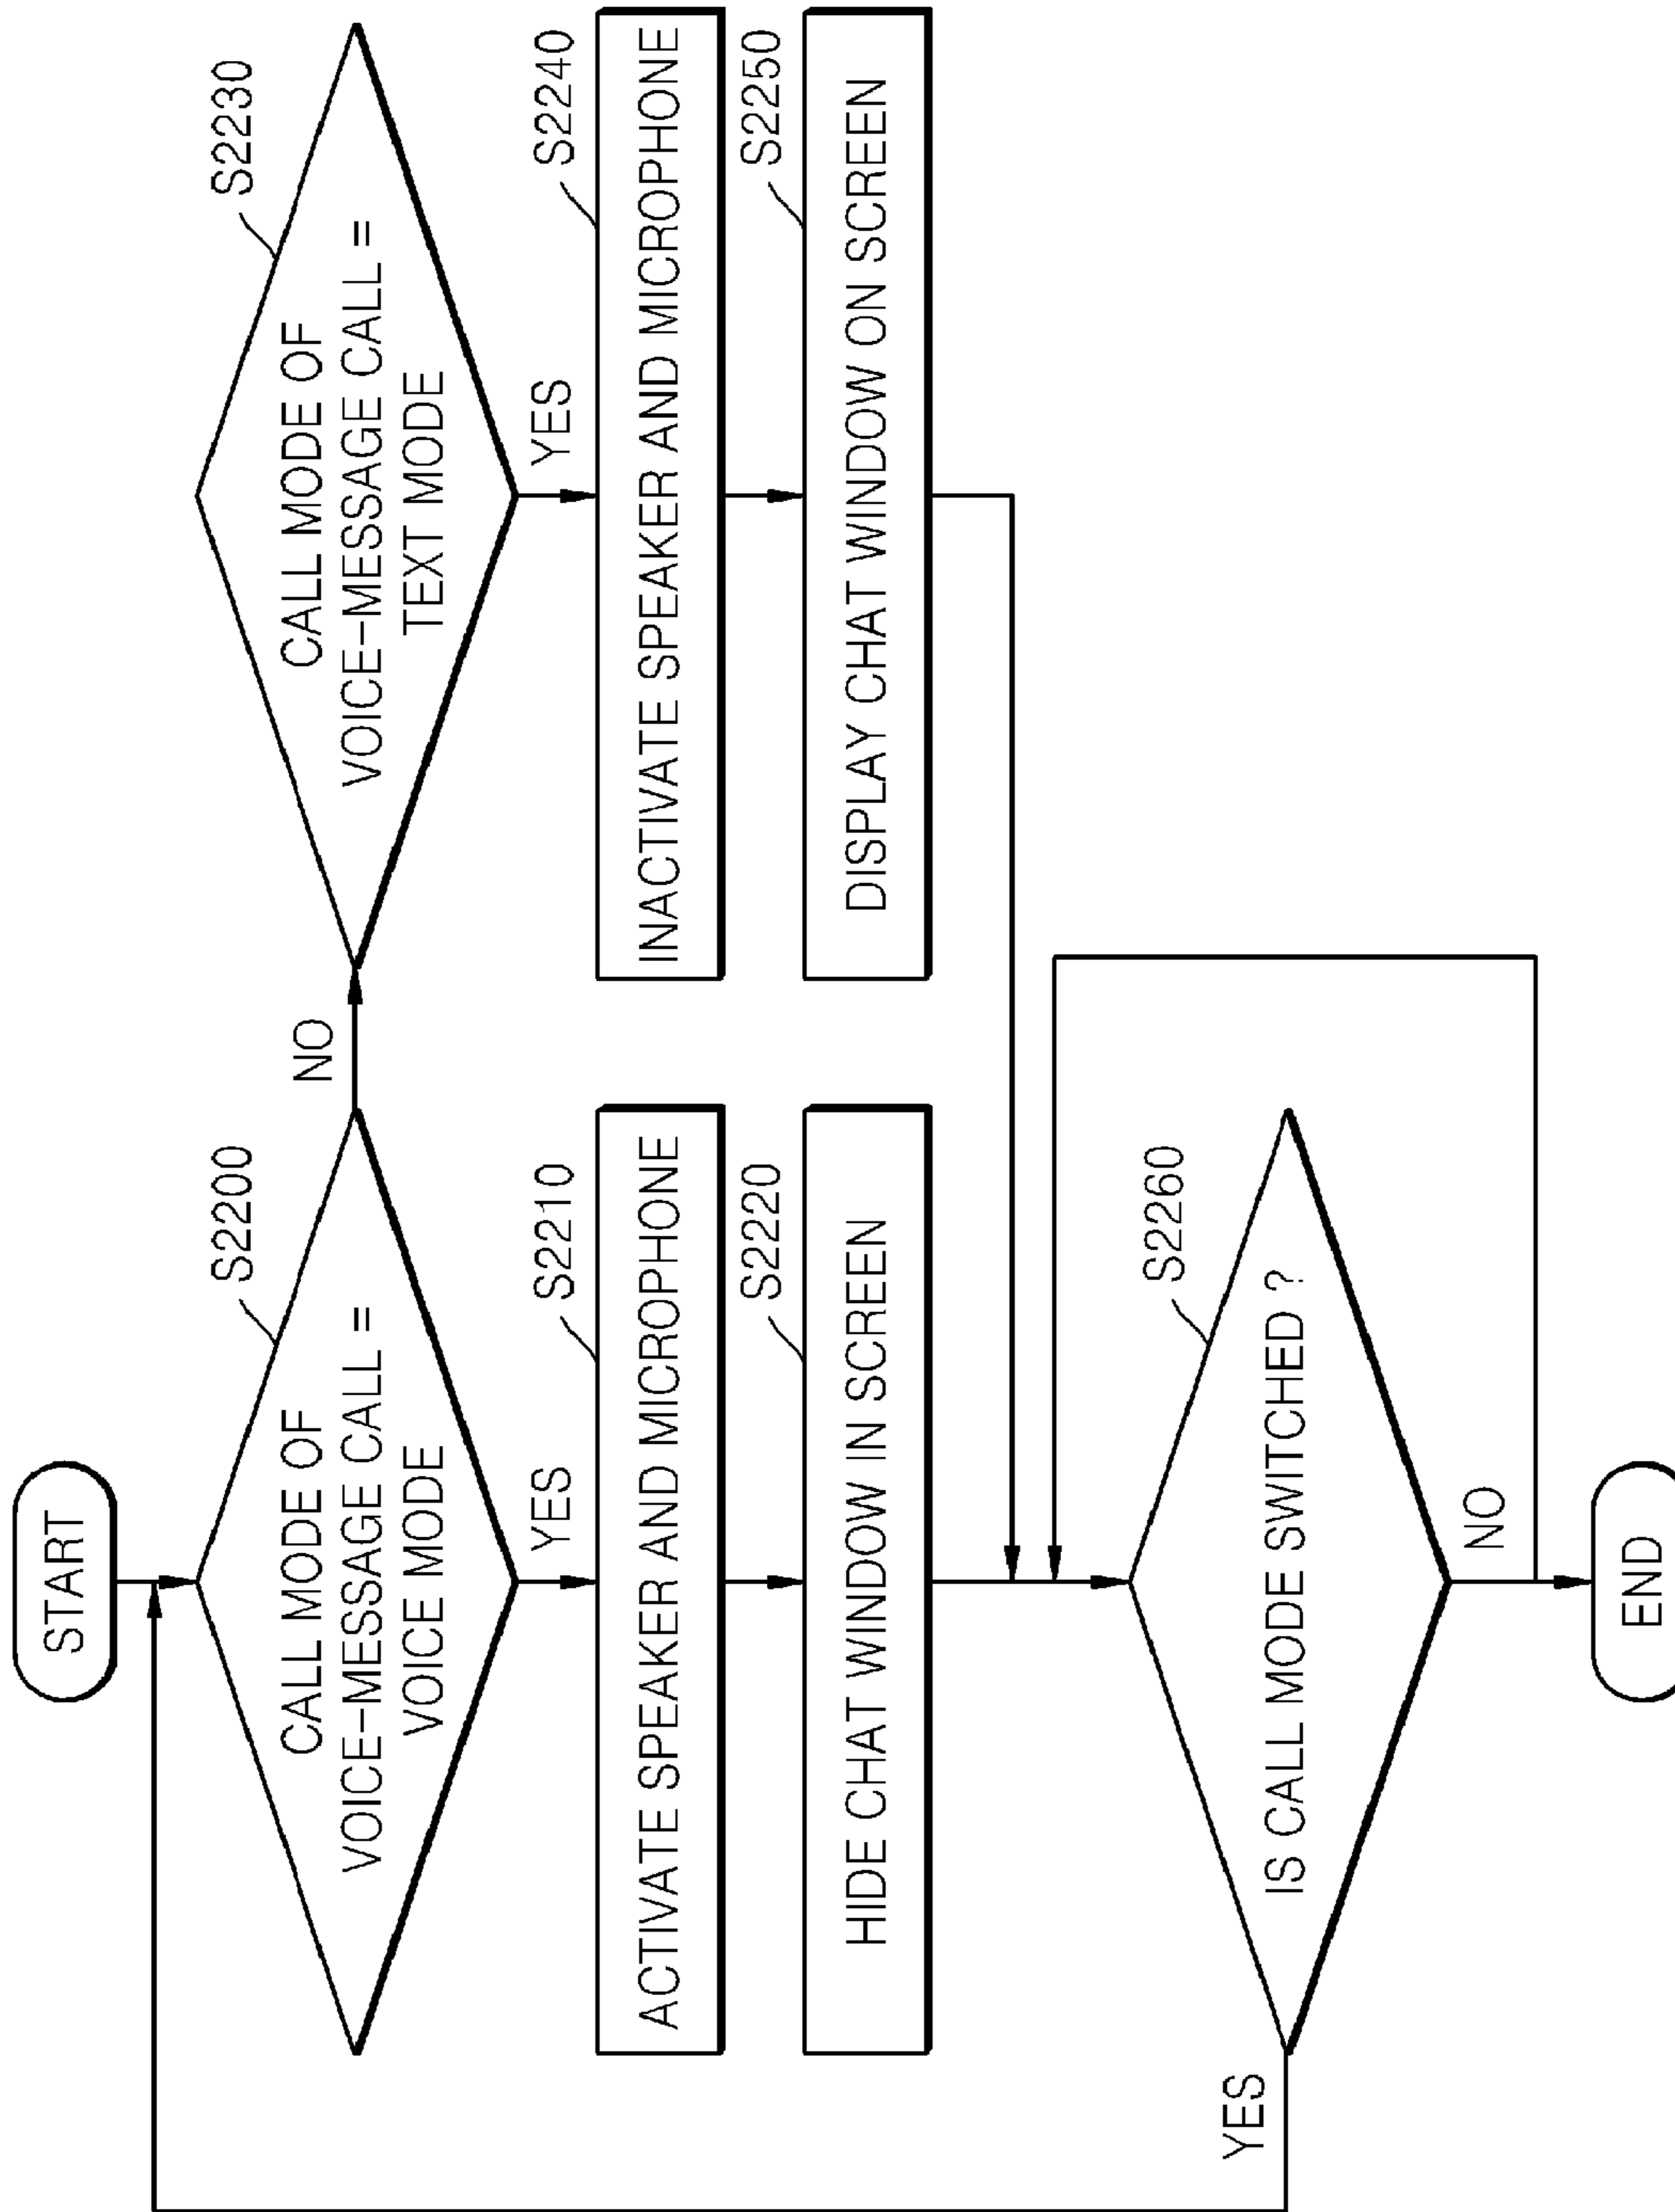 START
S2200
CALL MODE OF
VOICE-MESSAGE CALL =
VOICE MODE
NO
YES
S2210
ACTIVATE SPEAKER AND MICROPHONE
S2220
HIDE CHAT WINDOW IN SCREEN
S2230
CALL MODE OF
VOICE-MESSAGE CALL =
TEXT MODE
YES
S2240
INACTIVATE SPEAKER AND MICROPHONE
S2250
DISPLAY CHAT WINDOW ON SCREEN
S2260
IS CALL MODE SWITCHED ?
YES
NO
END